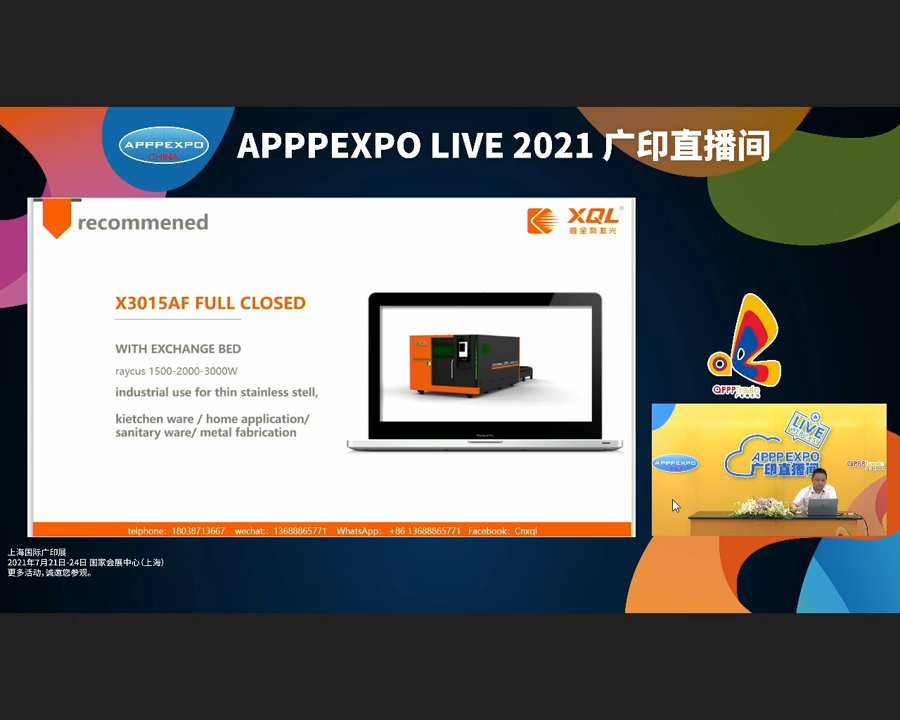 APPPEXPO
CHINA
APPPEXPO LIVE 2021 广印直播间
recommened
XQL®
鑫全利激光
X3015AF FULL CLOSED
WITH EXCHANGE BED
raycus 1500-2000-3000W
industrial use for thin stainless stell,
kietchen ware / home application/
sanitary ware/ metal fabrication
telphone: 18038713667 wechat:: 13688865771 WhatsApp: +86 13688865771 Facebook: Cnxql
APPPTrade
LIVE
APPPEXPO
APPPEXPO
广印直播间
APPPTrade
上海国际广印展
2021年7月21日-24日 国家会展中心(上海)
更多活动,诚邀您参观。